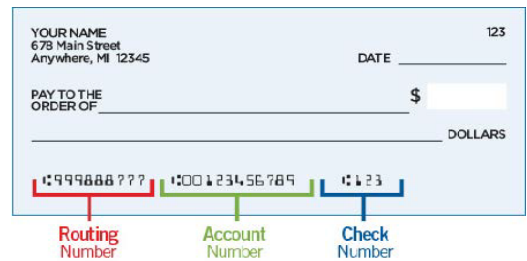 YOUR NAME 123
678 Main Street
Anywhere, MI 12345
DATE
PAY TO THE
ORDER OF $
DOLLARS
⑆999888777 ⑆00123456789 ⑆123
Routing Number
Account Number
Check Number